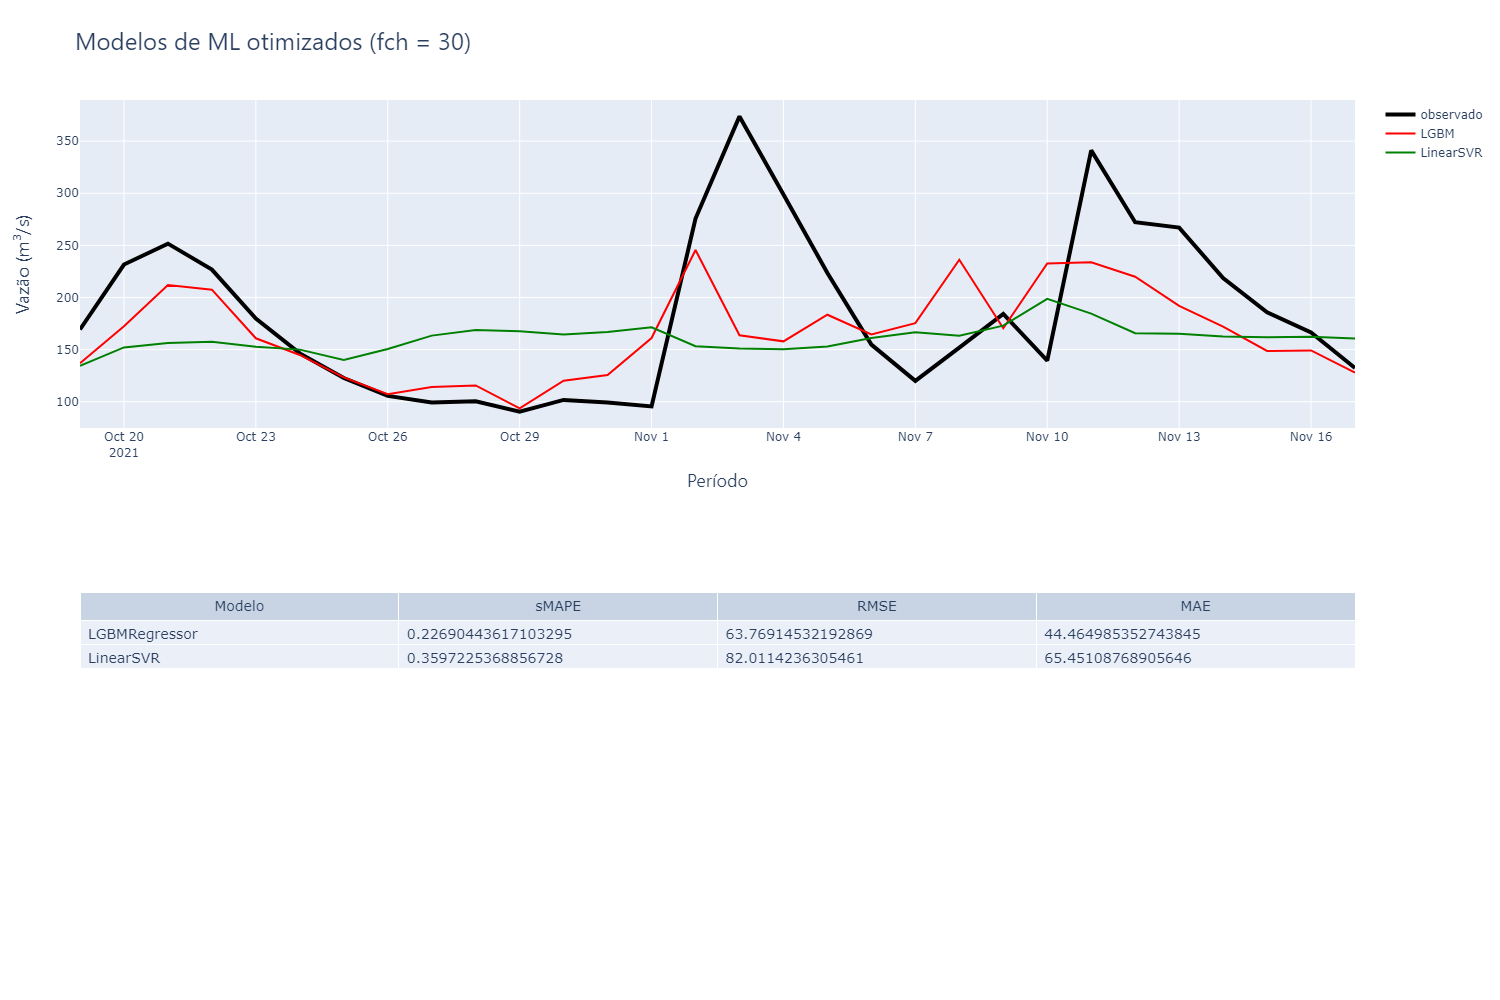 Modelos de ML otimizados (fch = 30)
observado
LGBM
LinearSVR
Vazão (m³/s)
350
300
250
200
150
100
Oct 20 Oct 23 Oct 26 Oct 29 Nov 1 Nov 4 Nov 7 Nov 10 Nov 13 Nov 16
2021
Período
Modelo sMAPE RMSE MAE
LGBMRegressor 0.22690443617103295 63.76914532192869 44.464985352743845
LinearSVR 0.3597225368856728 82.0114236305461 65.45108768905646